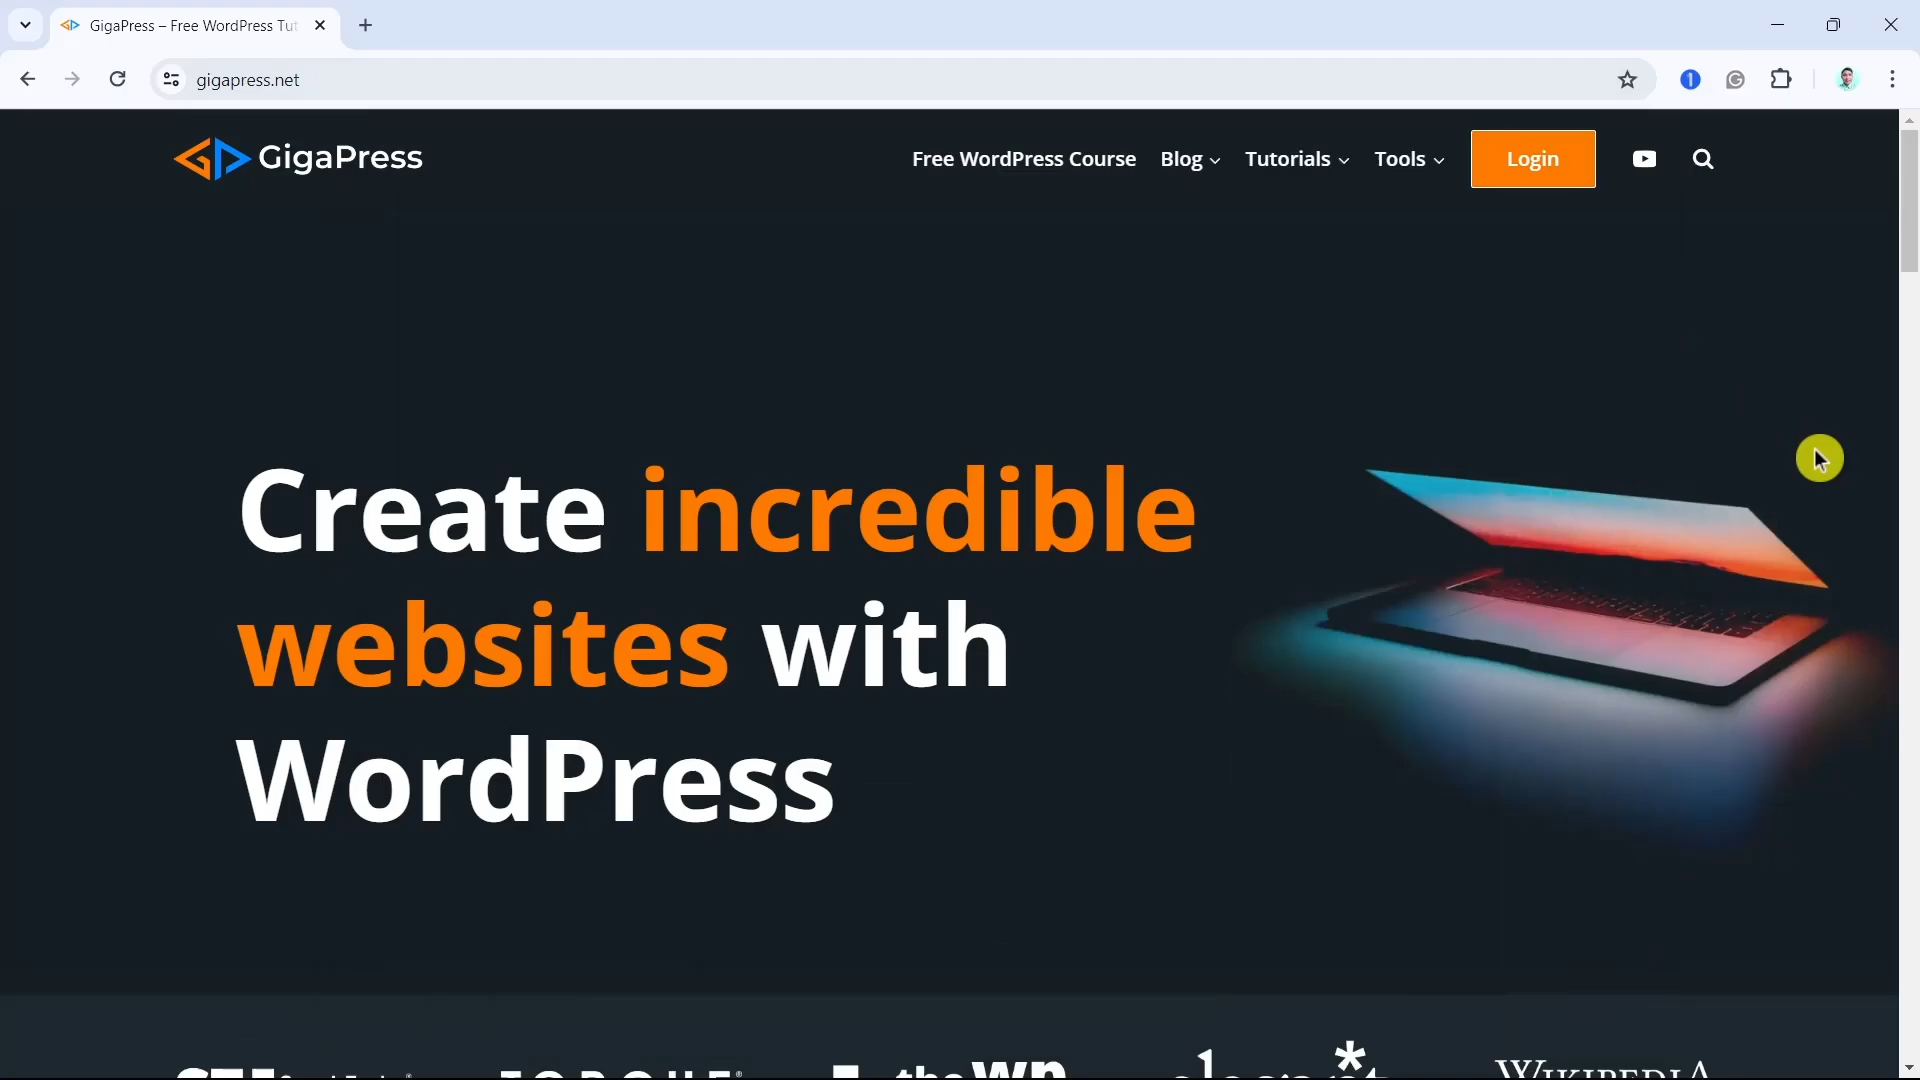 GigaPress – Free WordPress Tut
gigapress.net
GigaPress
Free WordPress Course
Blog
Tutorials
Tools
Login
Create incredible
websites with
WordPress